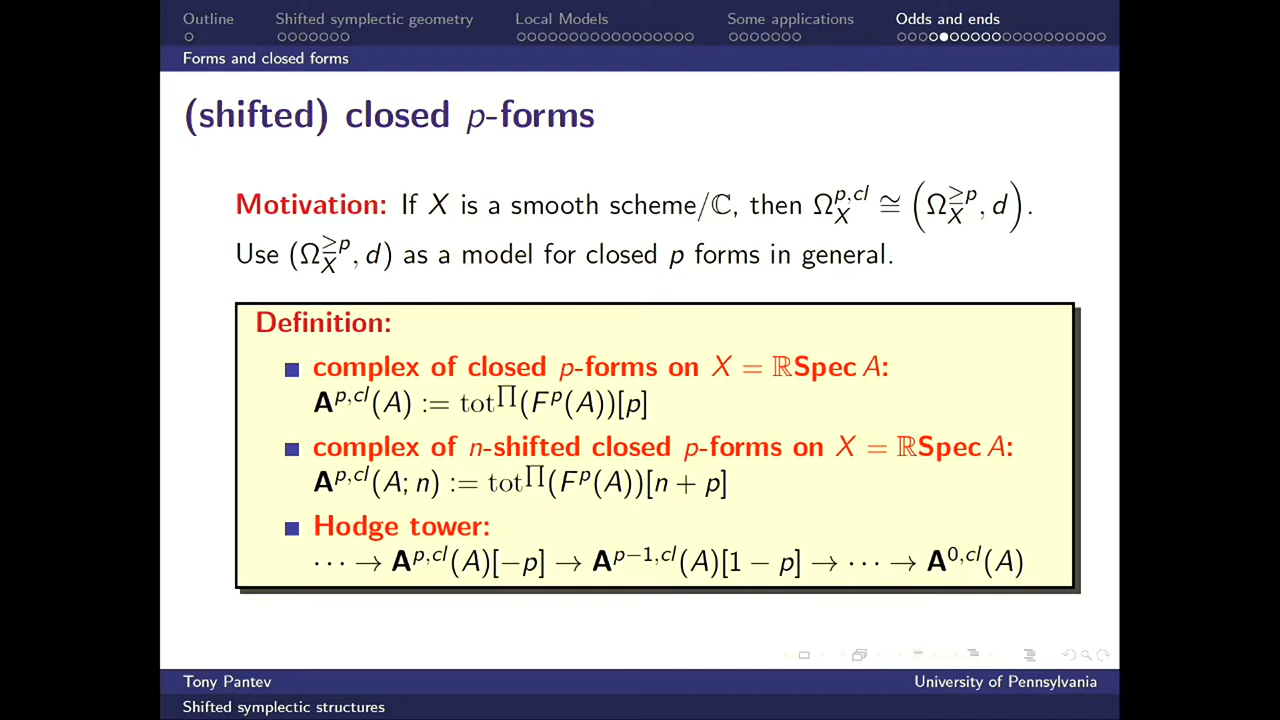 Outline Shifted symplectic geometry Local Models Some applications Odds and ends
Forms and closed forms
(shifted) closed p-forms
Motivation: If X is a smooth scheme/ℂ, then Ω_X^{p,cl} ≅ (Ω_X^{≥p}, d).
Use (Ω_X^{≥p}, d) as a model for closed p forms in general.
Definition:
complex of closed p-forms on X = ℝSpec A:
A^{p,cl}(A) := tot^∏(F^p(A))[p]
complex of n-shifted closed p-forms on X = ℝSpec A:
A^{p,cl}(A; n) := tot^∏(F^p(A))[n + p]
Hodge tower:
⋯ → A^{p,cl}(A)[−p] → A^{p−1,cl}(A)[1 − p] → ⋯ → A^{0,cl}(A)
Tony Pantev University of Pennsylvania
Shifted symplectic structures